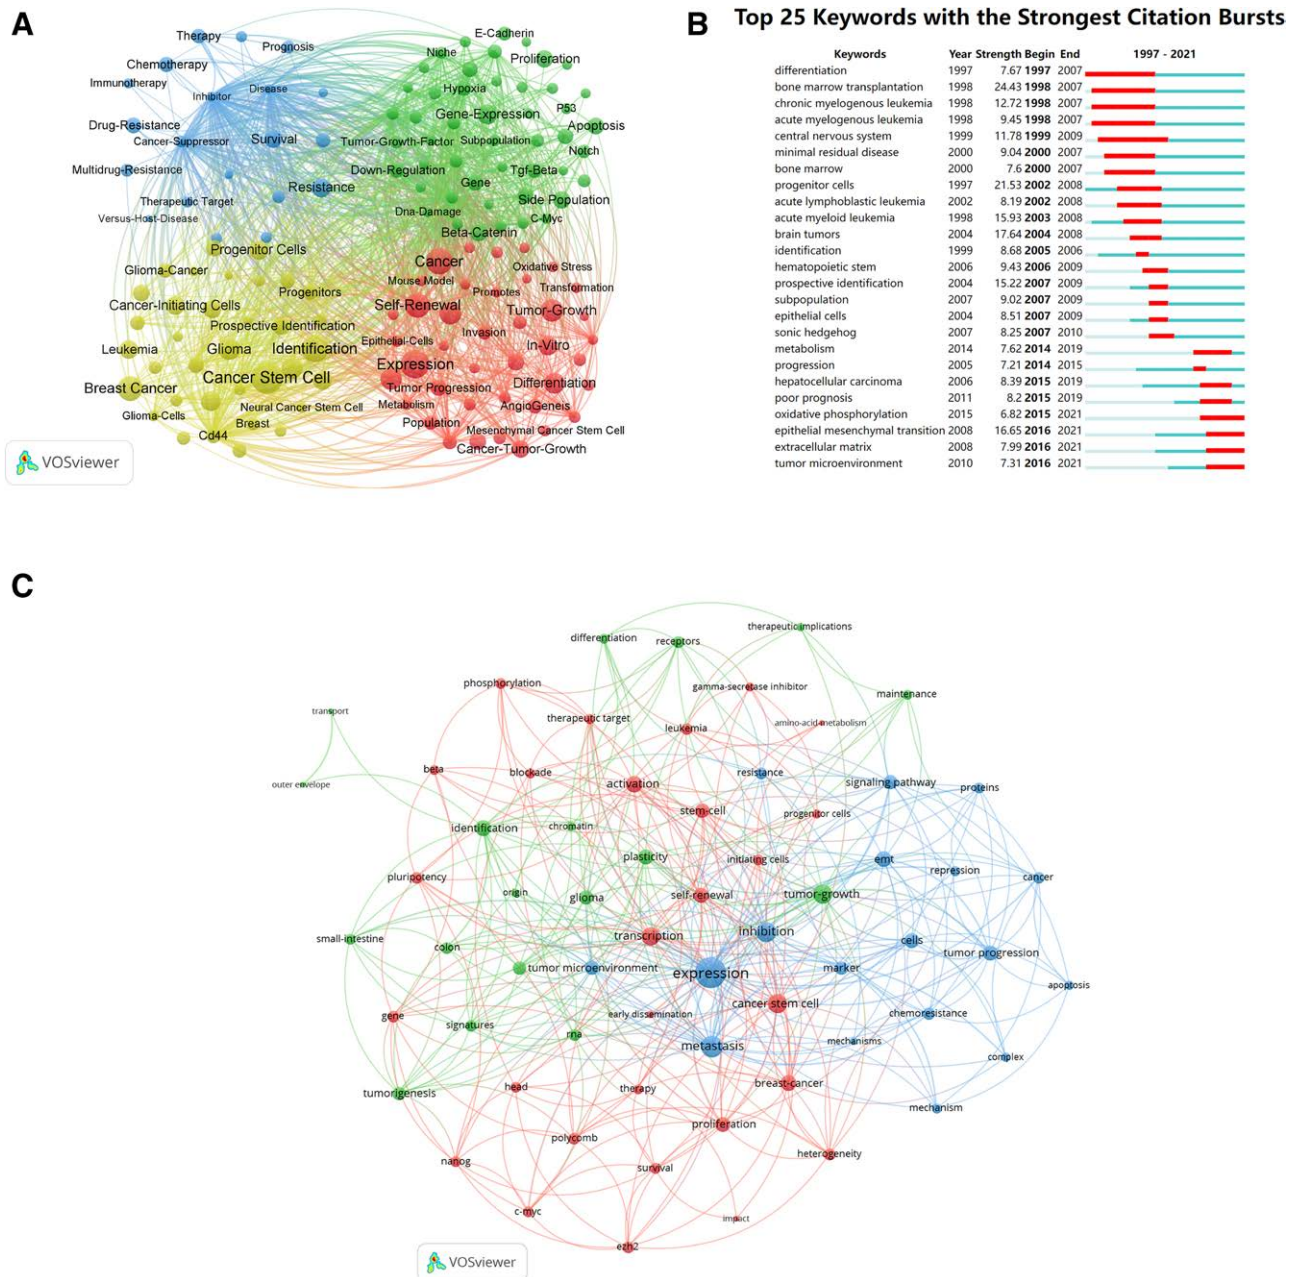 A
Therapy
Prognosis
Chemotherapy
Immunotherapy
Disease
Inhibitor
Drug-Resistance
Cancer-Suppressor
Survival
Multidrug-Resistance
Resistance
Therapeutic Target
Versus-Host-Disease
E-Cadherin
Niche
Proliferation
Hypoxia
P53
Gene-Expression
Apoptosis
Tumor-Growth-Factor
Subpopulation
Notch
Down-Regulation
Tgf-Beta
Gene
Side Population
Dna-Damage
C-Myc
Beta-Catenin
Progenitor Cells
Glioma-Cancer
Progenitors
Cancer-Initiating Cells
Prospective Identification
Leukemia
Glioma
Identification
Cancer Stem Cell
Breast Cancer
Neural Cancer Stem Cell
Glioma-Cells
Breast
Cd44
Cancer
Oxidative Stress
Mouse Model
Transformation
Promotes
Self-Renewal
Tumor-Growth
Invasion
Epithelial-Cells
In-Vitro
Expression
Tumor Progression
Differentiation
Metabolism
AngioGeneis
Population
Mesenchymal Cancer Stem Cell
Cancer-Tumor-Growth
VOSviewer
B
Top 25 Keywords with the Strongest Citation Bursts
Keywords Year Strength Begin End 1997 - 2021
differentiation 1997 7.67 1997 2007
bone marrow transplantation 1998 24.43 1998 2007
chronic myelogenous leukemia 1998 12.72 1998 2007
acute myelogenous leukemia 1998 9.45 1998 2007
central nervous system 1999 11.78 1999 2009
minimal residual disease 2000 9.04 2000 2007
bone marrow 2000 7.6 2000 2007
progenitor cells 1997 21.53 2002 2008
acute lymphoblastic leukemia 2002 8.19 2002 2008
acute myeloid leukemia 1998 15.93 2003 2008
brain tumors 2004 17.64 2004 2008
identification 1999 8.68 2005 2006
hematopoietic stem 2006 9.43 2006 2009
prospective identification 2004 15.22 2007 2009
subpopulation 2007 9.02 2007 2009
epithelial cells 2004 8.51 2007 2009
sonic hedgehog 2007 8.25 2007 2010
metabolism 2014 7.62 2014 2019
progression 2005 7.21 2014 2015
hepatocellular carcinoma 2006 8.39 2015 2019
poor prognosis 2011 8.2 2015 2019
oxidative phosphorylation 2015 6.82 2015 2021
epithelial mesenchymal transition 2008 16.65 2016 2021
extracellular matrix 2008 7.99 2016 2021
tumor microenvironment 2010 7.31 2016 2021
C
therapeutic implications
differentiation
receptors
phosphorylation
gamma-secretase inhibitor
maintenance
transport
therapeutic target
amino-acid-metabolism
leukemia
beta
blockade
resistance
outer envelope
activation
signaling pathway
proteins
stem-cell
progenitor cells
identification
chromatin
plasticity
initiating cells
emt
repression
pluripotency
cancer
origin
glioma
self-renewal
tumor-growth
small-intestine
transcription
inhibition
colon
cells
tumor progression
tumor microenvironment
expression
marker
apoptosis
cancer stem cell
gene
early dissemination
chemoresistance
signatures
rna
metastasis
mechanisms
complex
tumorigenesis
head
therapy
breast-cancer
mechanism
proliferation
polycomb
nanog
survival
heterogeneity
c-myc
impact
ezh2
VOSviewer